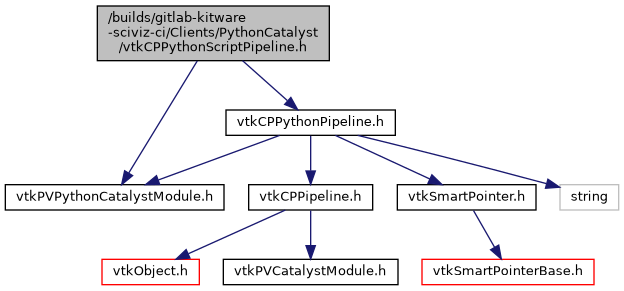 /builds/gitlab-kitware
-sciviz-ci/Clients/PythonCatalyst
/vtkCPPythonScriptPipeline.h
vtkCPPythonPipeline.h
vtkPVPythonCatalystModule.h
vtkCPPipeline.h
vtkSmartPointer.h
string
vtkObject.h
vtkPVCatalystModule.h
vtkSmartPointerBase.h